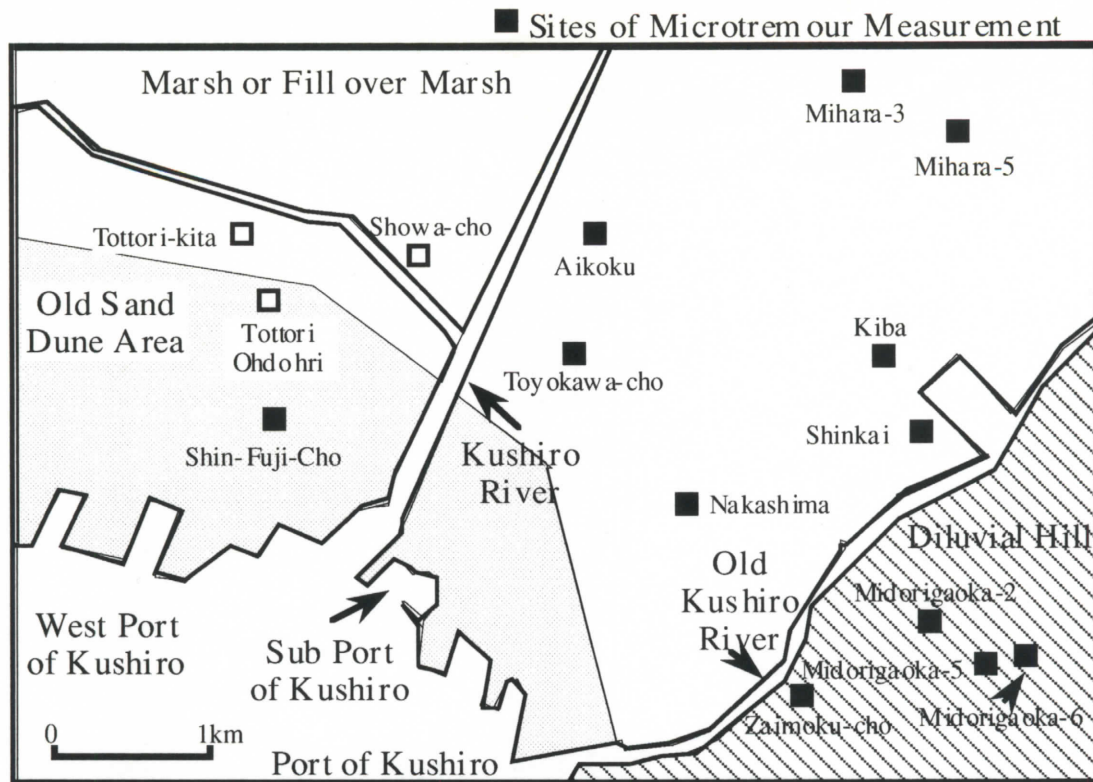 Sites of Microtremour Measurement
Marsh or Fill over Marsh
Mihara-3
Mihara-5
Tottori-kita
Showa-cho
Aikoku
Old Sand
Dune Area
Tottori
Ohdohri
Kiba
Toyokawa-cho
Shin-Fuji-Cho
Shinkai
Kushiro
River
Nakashima
Diluvial Hill
Old
Kushiro
River
Midorigaoka-2
West Port
of Kushiro
Sub Port
of Kushiro
Midorigaoka-5
Midorigaoka-6
Zaimoku-cho
0
1km
Port of Kushiro